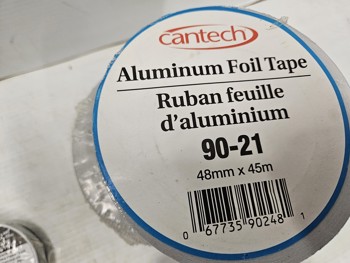 cantech
Aluminum Foil Tape
Ruban feuille
d'aluminium
90-21
48mm x 45m
0 67735 90248 1